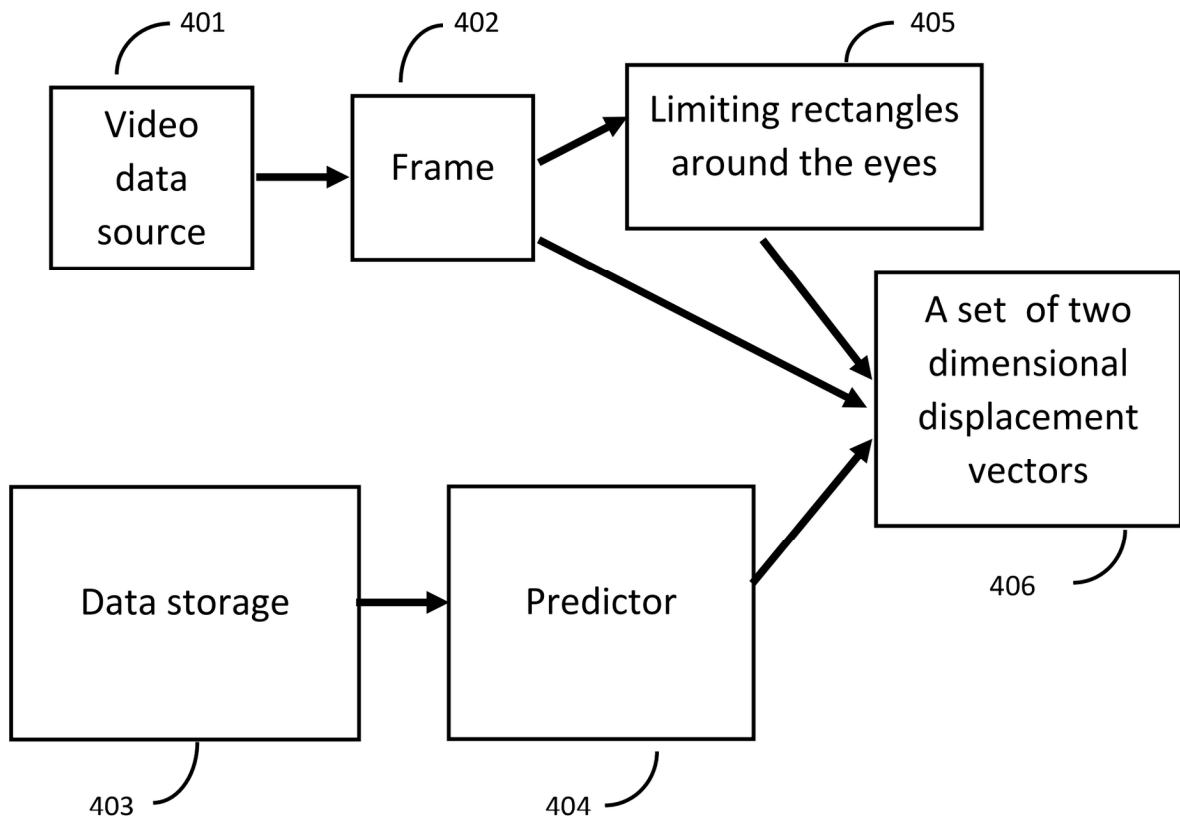 401
402
405
Video
data
source
Frame
Limiting rectangles
around the eyes
A set of two
dimensional
displacement
vectors
406
Data storage
Predictor
403
404